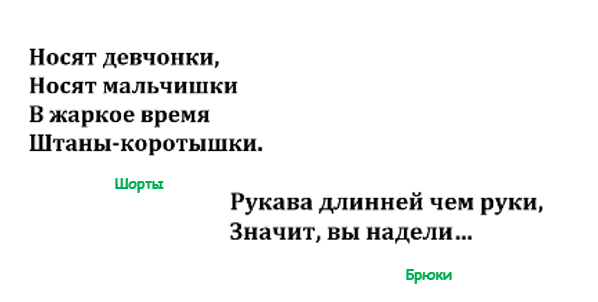 Носят девчонки,
Носят мальчишки
В жаркое время
Штаны-коротышки.
Шорты
Рукава длинней чем руки,
Значит, вы надели...
Брюки